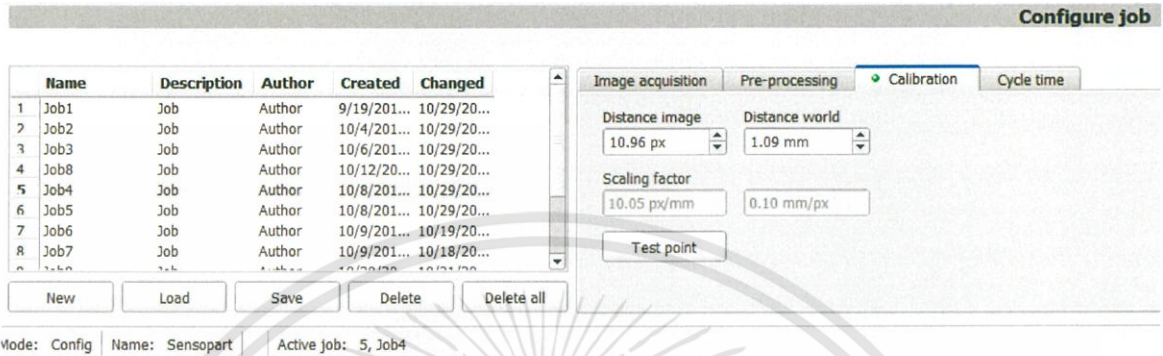 Configure job
Name Description Author Created Changed
1 Job1 Job Author 9/19/201... 10/29/20...
2 Job2 Job Author 10/4/201... 10/29/20...
3 Job3 Job Author 10/6/201... 10/29/20...
4 Job8 Job Author 10/12/20... 10/29/20...
5 Job4 Job Author 10/8/201... 10/29/20...
6 Job5 Job Author 10/8/201... 10/29/20...
7 Job6 Job Author 10/9/201... 10/19/20...
8 Job7 Job Author 10/9/201... 10/18/20...
New Load Save Delete Delete all
Image acquisition Pre-processing Calibration Cycle time
Distance image Distance world
10.96 px 1.09 mm
Scaling factor
10.05 px/mm 0.10 mm/px
Test point
Mode: Config Name: Sensopart Active job: 5, Job4